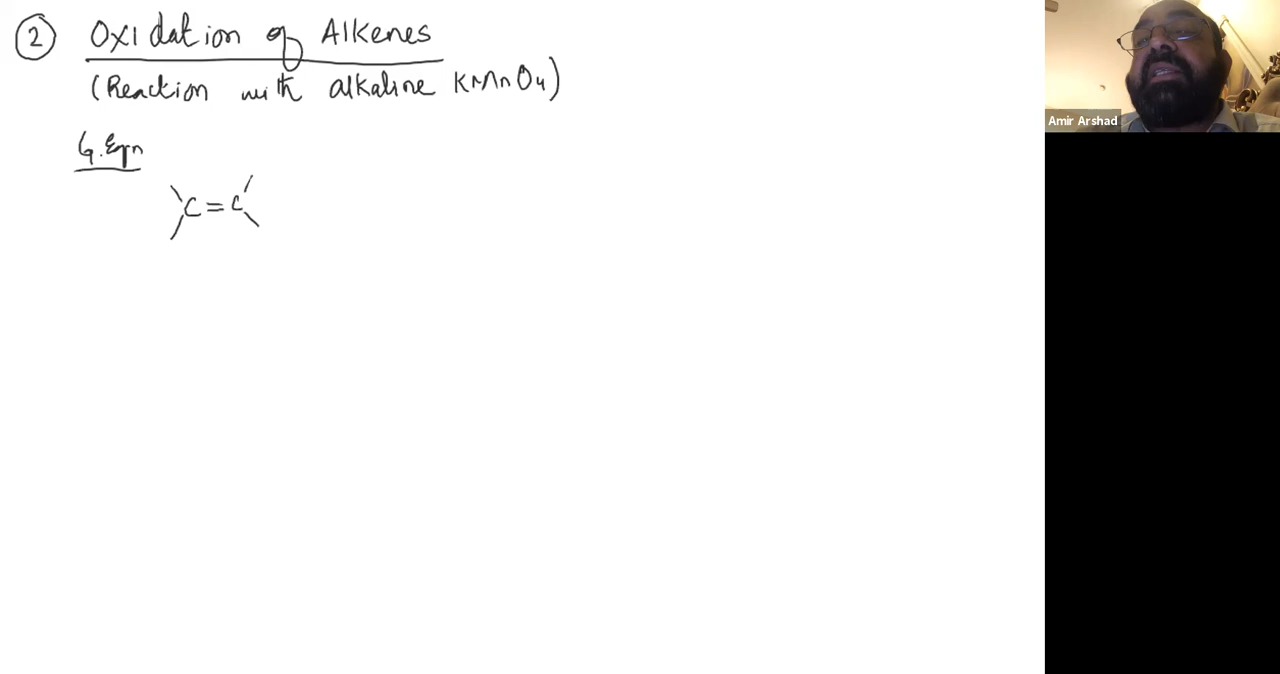 2 Oxidation of Alkenes
(Reaction with alkaline KMnO4)
G.Eqn
C=C
Amir Arshad